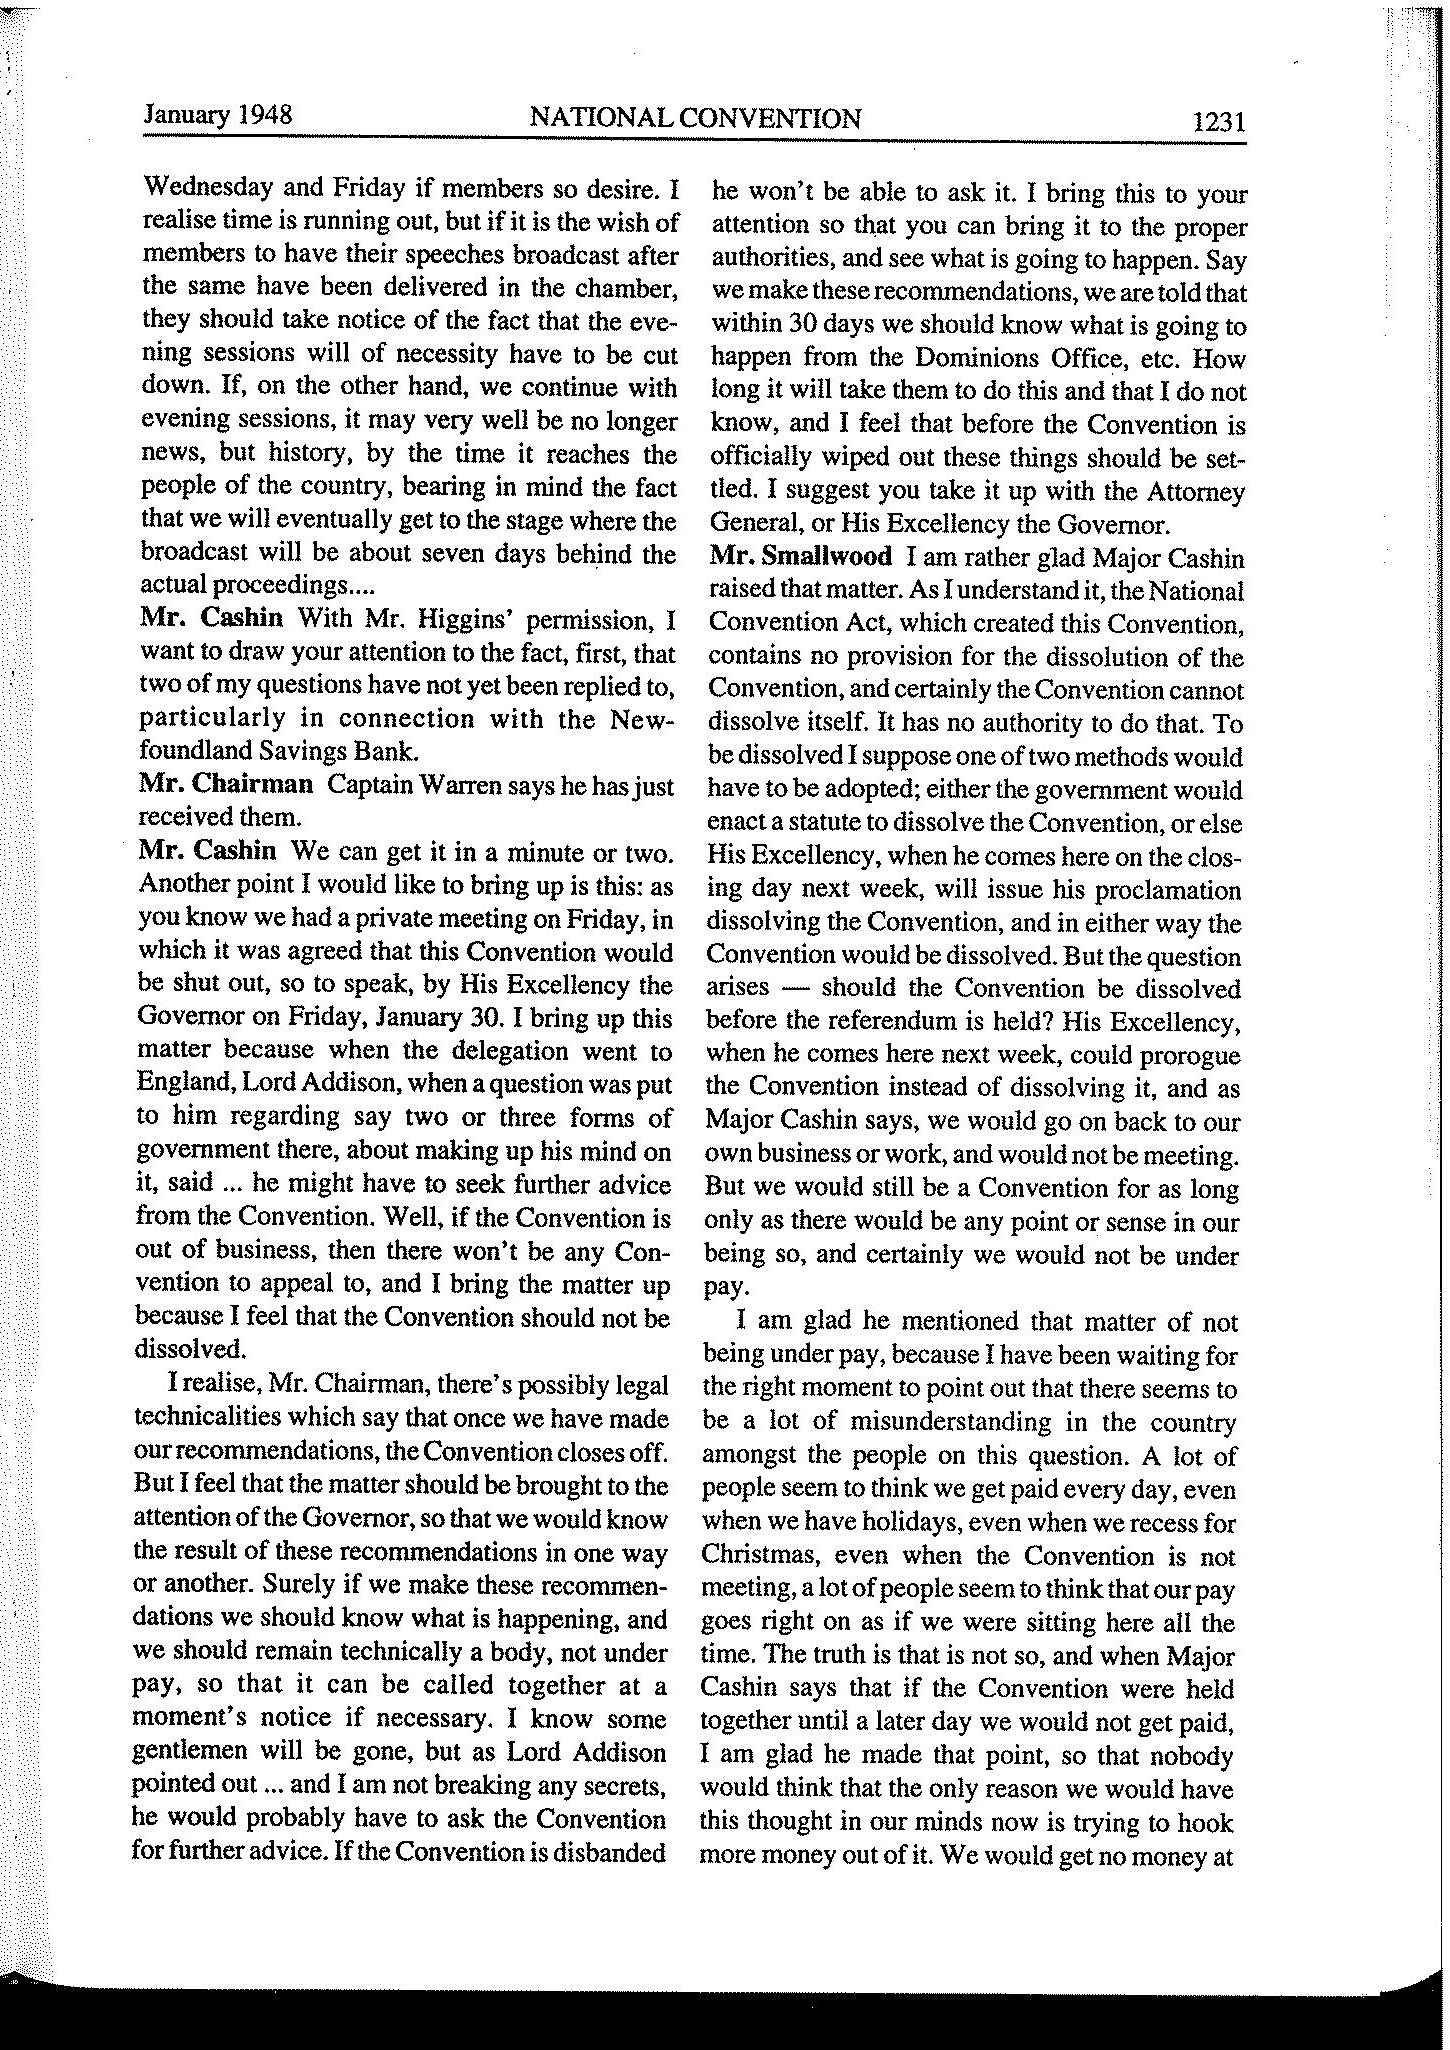 January 1948
NATIONAL CONVENTION
1231
Wednesday and Friday if members so desire. I
realise time is running out, but if it is the wish of
members to have their speeches broadcast after
the same have been delivered in the chamber,
they should take notice of the fact that the eve-
ning sessions will of necessity have to be cut
down. If, on the other hand, we continue with
evening sessions, it may very well be no longer
news, but history, by the time it reaches the
people of the country, bearing in mind the fact
that we will eventually get to the stage where the
broadcast will be about seven days behind the
actual proceedings....
Mr. Cashin With Mr. Higgins' permission, I
want to draw your attention to the fact, first, that
two of my questions have not yet been replied to,
particularly in connection with the New-
foundland Savings Bank.
Mr. Chairman Captain Warren says he has just
received them.
Mr. Cashin We can get it in a minute or two.
Another point I would like to bring up is this: as
you know we had a private meeting on Friday, in
which it was agreed that this Convention would
be shut out, so to speak, by His Excellency the
Governor on Friday, January 30. I bring up this
matter because when the delegation went to
England, Lord Addison, when a question was put
to him regarding say two or three forms of
government there, about making up his mind on
it, said ... he might have to seek further advice
from the Convention. Well, if the Convention is
out of business, then there won't be any Con-
vention to appeal to, and I bring the matter up
because I feel that the Convention should not be
dissolved.
I realise, Mr. Chairman, there's possibly legal
technicalities which say that once we have made
our recommendations, the Convention closes off.
But I feel that the matter should be brought to the
attention of the Governor, so that we would know
the result of these recommendations in one way
or another. Surely if we make these recommen-
dations we should know what is happening, and
we should remain technically a body, not under
pay, so that it can be called together at a
moment's notice if necessary. I know some
gentlemen will be gone, but as Lord Addison
pointed out ... and I am not breaking any secrets,
he would probably have to ask the Convention
for further advice. If the Convention is disbanded
he won't be able to ask it. I bring this to your
attention so that you can bring it to the proper
authorities, and see what is going to happen. Say
we make these recommendations, we are told that
within 30 days we should know what is going to
happen from the Dominions Office, etc. How
long it will take them to do this and that I do not
know, and I feel that before the Convention is
officially wiped out these things should be set-
tled. I suggest you take it up with the Attorney
General, or His Excellency the Governor.
Mr. Smallwood I am rather glad Major Cashin
raised that matter. As I understand it, the National
Convention Act, which created this Convention,
contains no provision for the dissolution of the
Convention, and certainly the Convention cannot
dissolve itself. It has no authority to do that. To
be dissolved I suppose one of two methods would
have to be adopted; either the government would
enact a statute to dissolve the Convention, or else
His Excellency, when he comes here on the clos-
ing day next week, will issue his proclamation
dissolving the Convention, and in either way the
Convention would be dissolved. But the question
arises — should the Convention be dissolved
before the referendum is held? His Excellency,
when he comes here next week, could prorogue
the Convention instead of dissolving it, and as
Major Cashin says, we would go on back to our
own business or work, and would not be meeting.
But we would still be a Convention for as long
only as there would be any point or sense in our
being so, and certainly we would not be under
pay.
I am glad he mentioned that matter of not
being under pay, because I have been waiting for
the right moment to point out that there seems to
be a lot of misunderstanding in the country
amongst the people on this question. A lot of
people seem to think we get paid every day, even
when we have holidays, even when we recess for
Christmas, even when the Convention is not
meeting, a lot of people seem to think that our pay
goes right on as if we were sitting here all the
time. The truth is that is not so, and when Major
Cashin says that if the Convention were held
together until a later day we would not get paid,
I am glad he made that point, so that nobody
would think that the only reason we would have
this thought in our minds now is trying to hook
more money out of it. We would get no money at